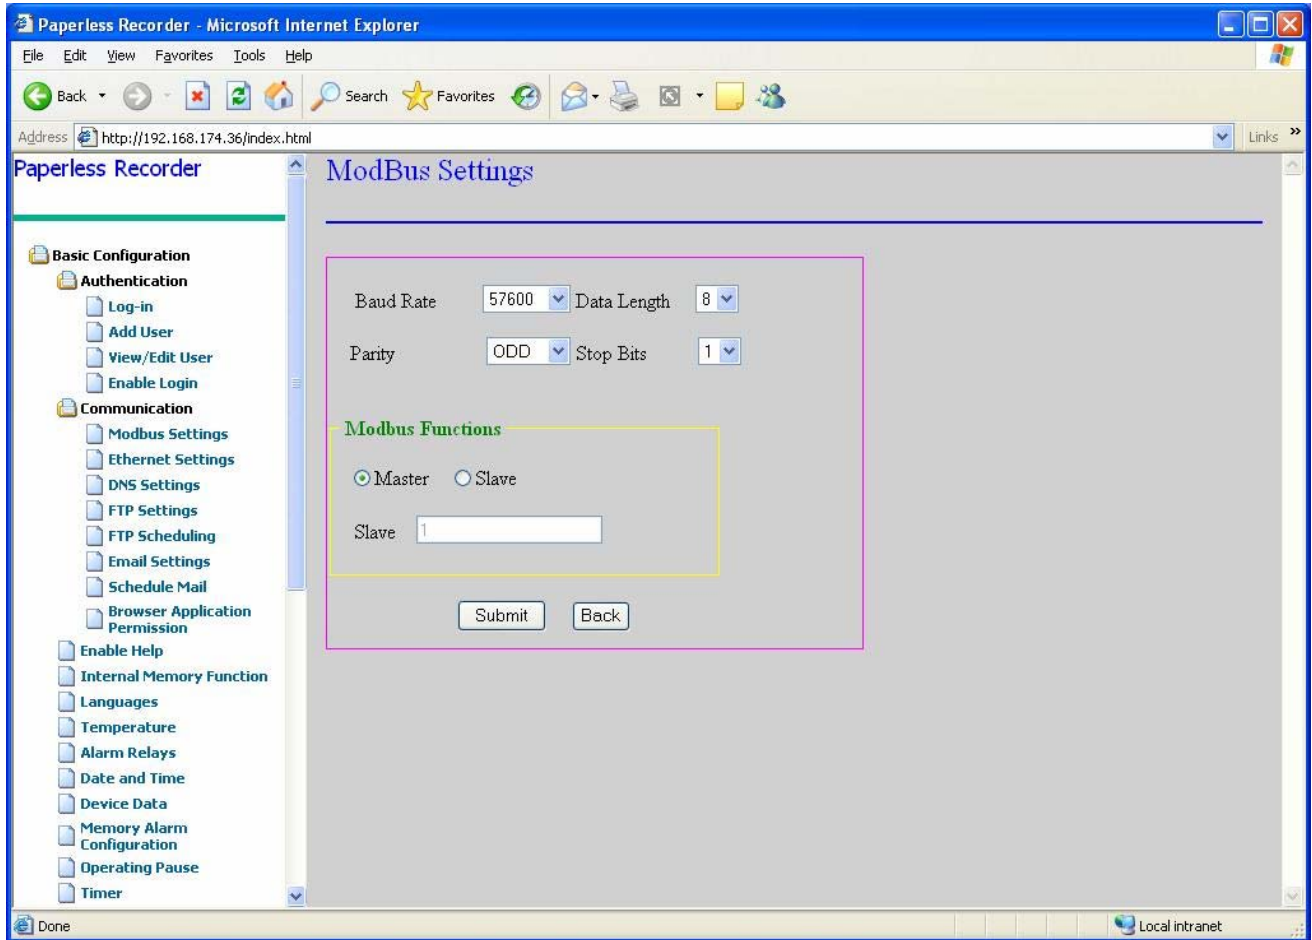 Paperless Recorder - Microsoft Internet Explorer
File Edit View Favorites Tools Help
Back Search Favorites
Address http://192.168.174.36/index.html Links »
Paperless Recorder
Basic Configuration
Authentication
Log-in
Add User
View/Edit User
Enable Login
Communication
Modbus Settings
Ethernet Settings
DNS Settings
FTP Settings
FTP Scheduling
Email Settings
Schedule Mail
Browser Application
Permission
Enable Help
Internal Memory Function
Languages
Temperature
Alarm Relays
Date and Time
Device Data
Memory Alarm
Configuration
Operating Pause
Timer
ModBus Settings
Baud Rate 57600 Data Length 8
Parity ODD Stop Bits 1
Modbus Functions
Master Slave
Slave 1
Submit Back
Done Local intranet